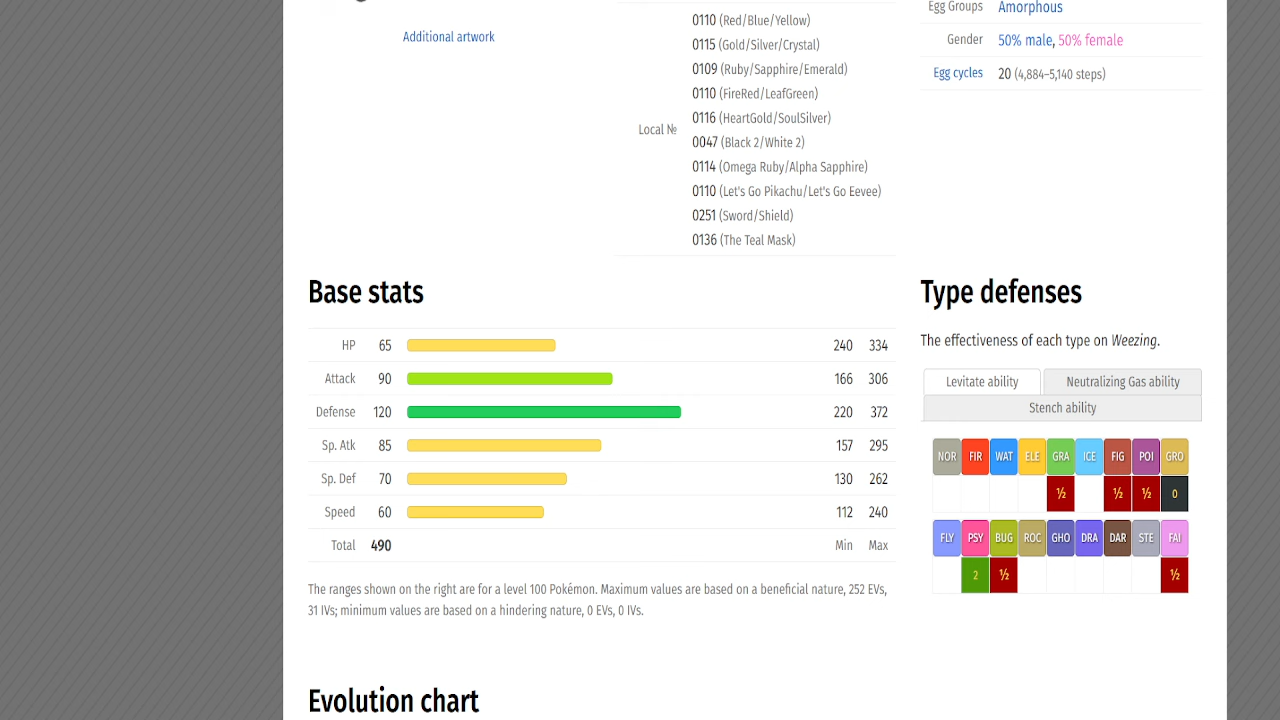 Additional artwork
Local №
0110 (Red/Blue/Yellow)
0115 (Gold/Silver/Crystal)
0109 (Ruby/Sapphire/Emerald)
0110 (FireRed/LeafGreen)
0116 (HeartGold/SoulSilver)
0047 (Black 2/White 2)
0114 (Omega Ruby/Alpha Sapphire)
0110 (Let's Go Pikachu/Let's Go Eevee)
0251 (Sword/Shield)
0136 (The Teal Mask)
Egg Groups Amorphous
Gender 50% male, 50% female
Egg cycles 20 (4,884–5,140 steps)
Base stats
HP 65 240 334
Attack 90 166 306
Defense 120 220 372
Sp. Atk 85 157 295
Sp. Def 70 130 262
Speed 60 112 240
Total 490 Min Max
The ranges shown on the right are for a level 100 Pokémon. Maximum values are based on a beneficial nature, 252 EVs,
31 IVs; minimum values are based on a hindering nature, 0 EVs, 0 IVs.
Type defenses
The effectiveness of each type on Weezing.
Levitate ability Neutralizing Gas ability
Stench ability
NOR FIR WAT ELE GRA ICE FIG POI GRO
½ ½ ½ 0
FLY PSY BUG ROC GHO DRA DAR STE FAI
2 ½ ½
Evolution chart